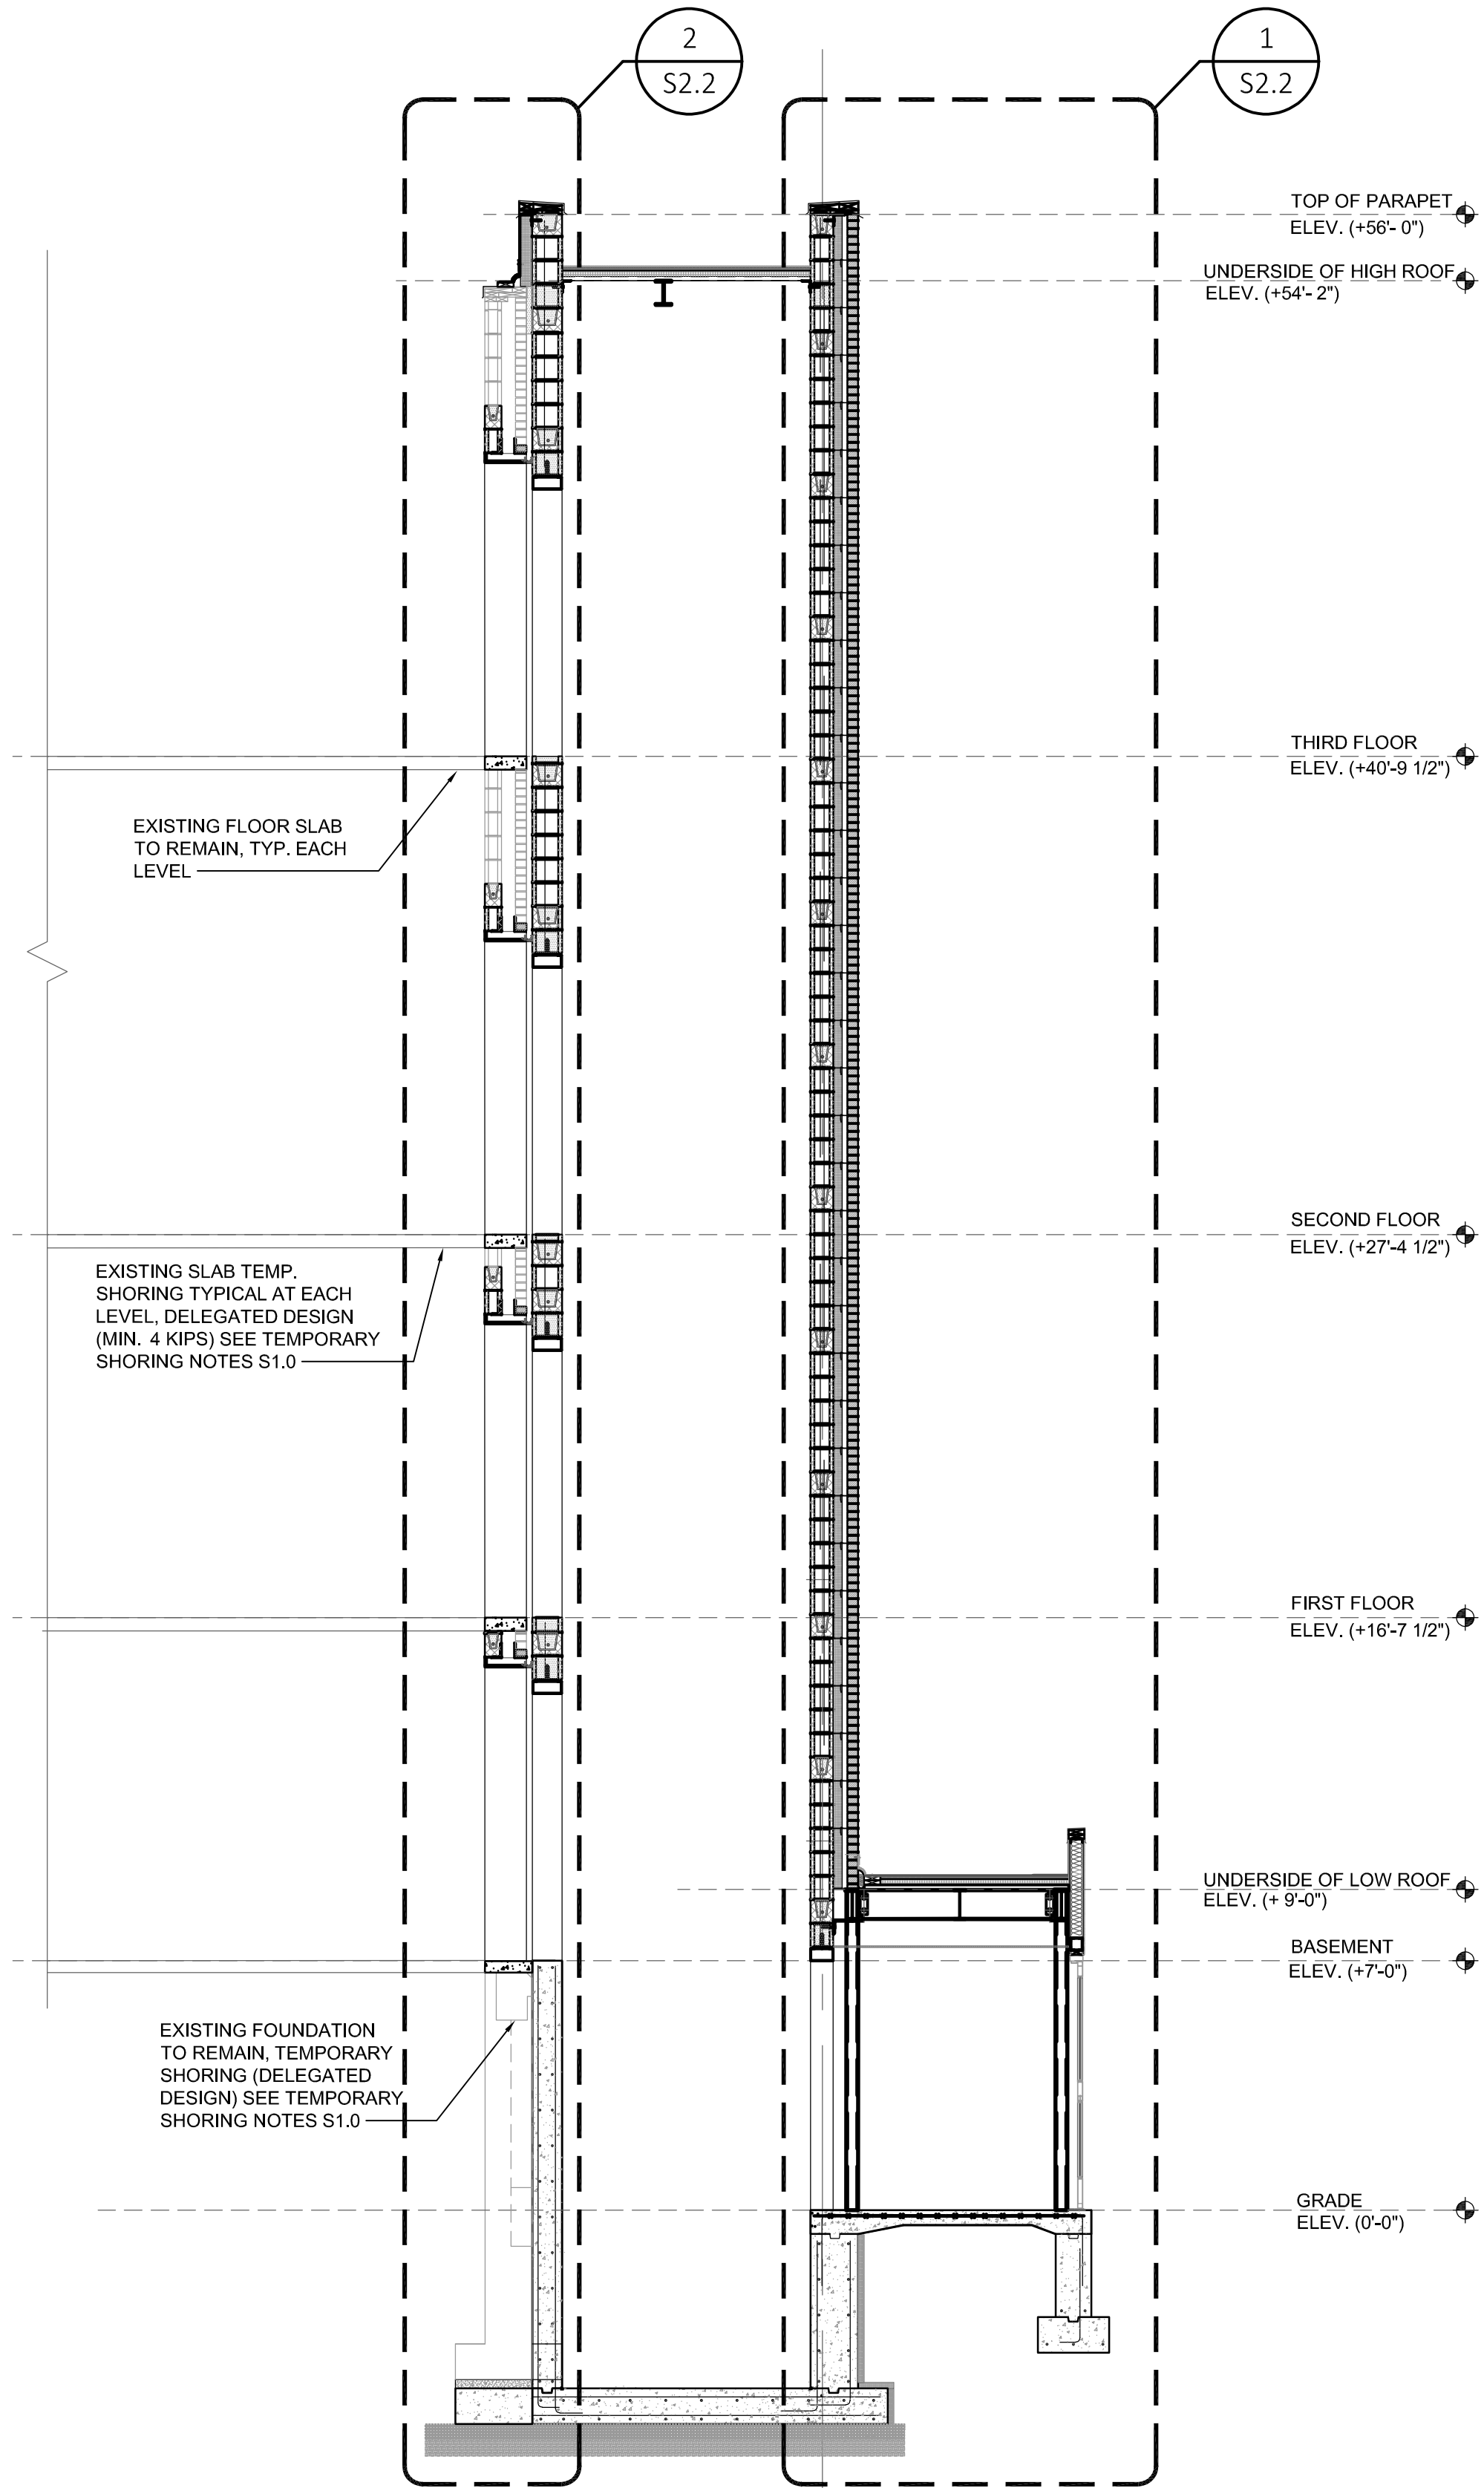 2
S2.2
1
S2.2
TOP OF PARAPET
ELEV. (+56'- 0")
UNDERSIDE OF HIGH ROOF
ELEV. (+54'- 2")
THIRD FLOOR
ELEV. (+40'-9 1/2")
EXISTING FLOOR SLAB
TO REMAIN, TYP. EACH
LEVEL
SECOND FLOOR
ELEV. (+27'-4 1/2")
EXISTING SLAB TEMP.
SHORING TYPICAL AT EACH
LEVEL, DELEGATED DESIGN
(MIN. 4 KIPS) SEE TEMPORARY
SHORING NOTES S1.0
FIRST FLOOR
ELEV. (+16'-7 1/2")
UNDERSIDE OF LOW ROOF
ELEV. (+ 9'-0")
BASEMENT
ELEV. (+7'-0")
EXISTING FOUNDATION
TO REMAIN, TEMPORARY
SHORING (DELEGATED
DESIGN) SEE TEMPORARY
SHORING NOTES S1.0
GRADE
ELEV. (0'-0")